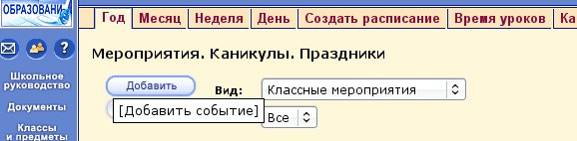 ОБРАЗОВАНИ
Год Месяц Неделя День Создать расписание Время уроков Ка
Мероприятия. Каникулы. Праздники
Добавить Вид: Классные мероприятия
[Добавить событие] Все
?
Школьное
руководство
Документы
Классы
и предметы